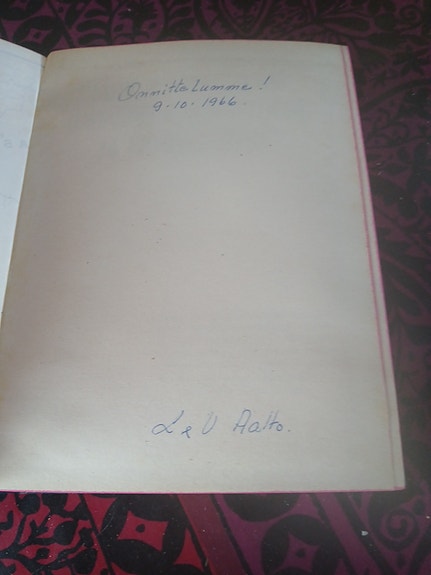 Onnittelumme!
9.10.1966.
L & V Aalto.